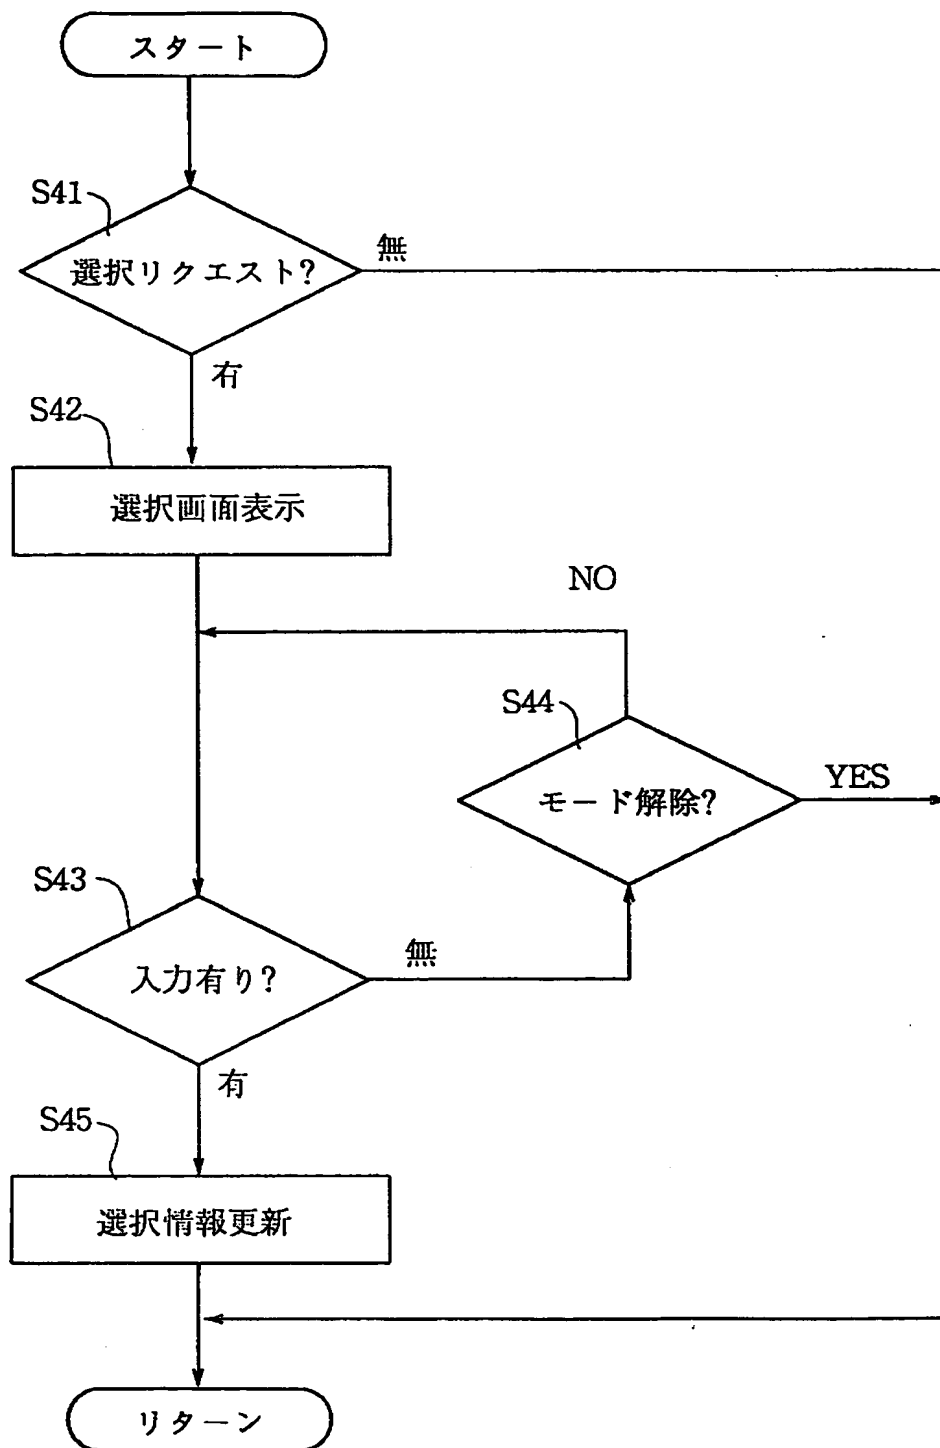 スタート
S41
選択リクエスト?
無
有
S42
選択画面表示
NO
S44
モード解除?
YES
S43
入力有り?
無
有
S45
選択情報更新
リターン